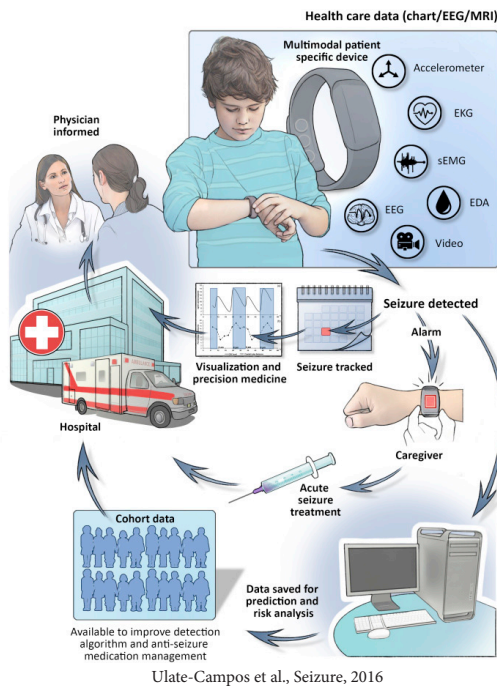 Health care data (chart/EEG/MRI)
Multimodal patient
specific device
Accelerometer
EKG
sEMG
EDA
EEG
Video
Physician
informed
Seizure detected
Alarm
Seizure tracked
Visualization and
precision medicine
Hospital
Caregiver
Acute
seizure
treatment
Cohort data
Data saved for
prediction and
risk analysis
Available to improve detection
algorithm and anti-seizure
medication management
Ulate-Campos et al., Seizure, 2016